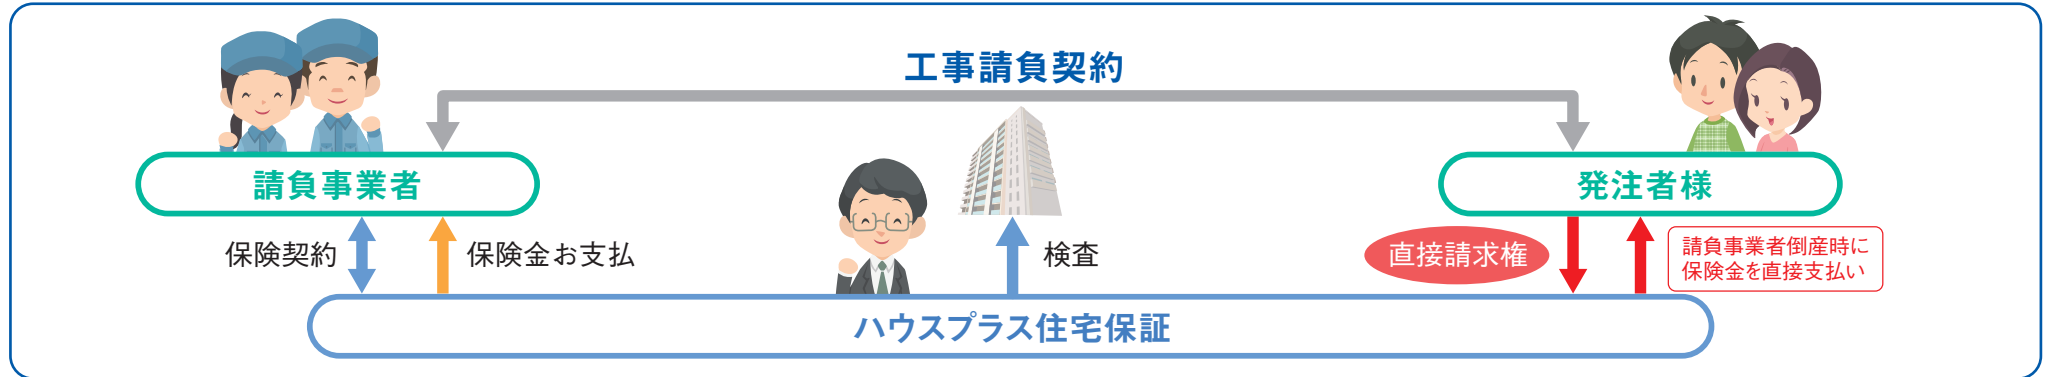 工事請負契約
請負事業者
発注者様
保険契約
保険金お支払
検査
直接請求権
請負事業者倒産時に
保険金を直接支払い
ハウスプラス住宅保証